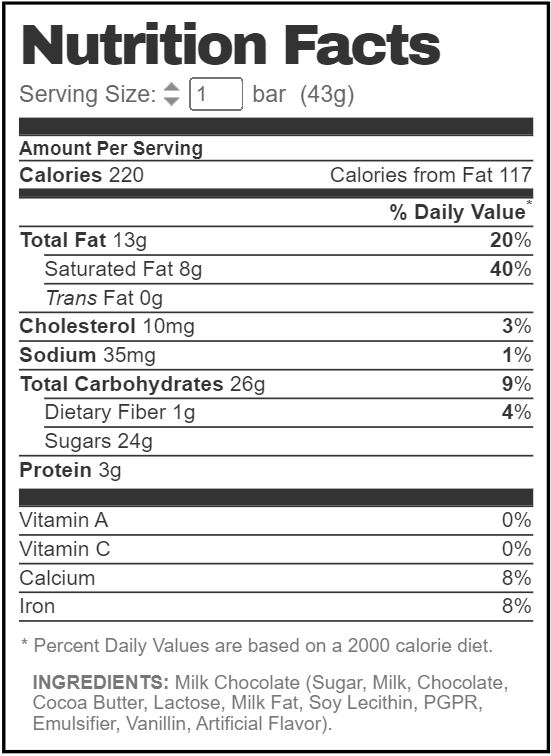 Nutrition Facts
Serving Size: 1 bar (43g)
Amount Per Serving
Calories 220 Calories from Fat 117
% Daily Value*
Total Fat 13g 20%
Saturated Fat 8g 40%
Trans Fat 0g
Cholesterol 10mg 3%
Sodium 35mg 1%
Total Carbohydrates 26g 9%
Dietary Fiber 1g 4%
Sugars 24g
Protein 3g
Vitamin A 0%
Vitamin C 0%
Calcium 8%
Iron 8%
* Percent Daily Values are based on a 2000 calorie diet.
INGREDIENTS: Milk Chocolate (Sugar, Milk, Chocolate,
Cocoa Butter, Lactose, Milk Fat, Soy Lecithin, PGPR,
Emulsifier, Vanillin, Artificial Flavor).